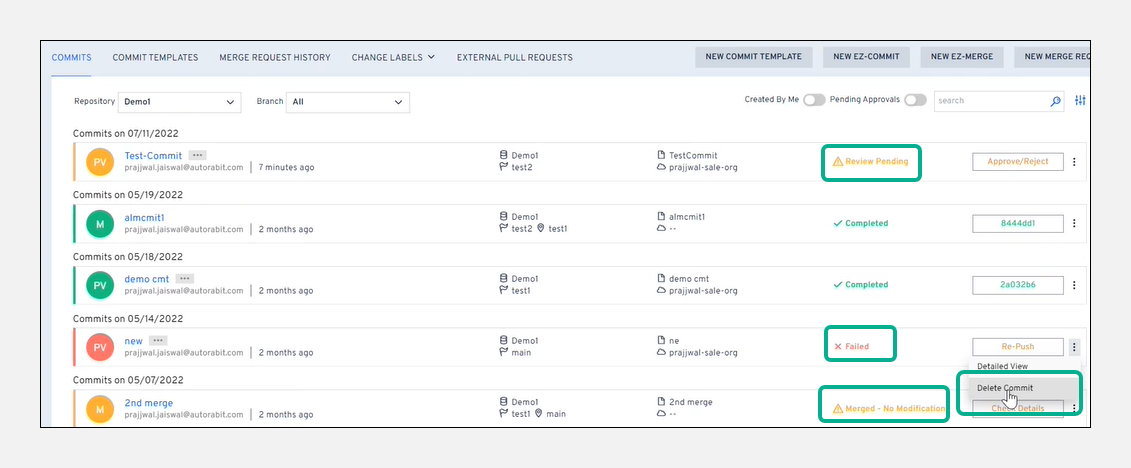 COMMITS COMMIT TEMPLATES MERGE REQUEST HISTORY CHANGE LABELS EXTERNAL PULL REQUESTS NEW COMMIT TEMPLATE NEW EZ-COMMIT NEW EZ-MERGE NEW MERGE REQ
Repository Demo1 Branch All Created By Me Pending Approvals search
Commits on 07/11/2022
PV Test-Commit ••• Demo1 TestCommit Review Pending Approve/Reject
prajjwal.jaiswal@autorabit.com | 7 minutes ago test2 prajjwal-sale-org
Commits on 05/19/2022
M almcmit1 Demo1 almcmit1 Completed 8444dd1
prajjwal.jaiswal@autorabit.com | 2 months ago test2 test1 --
Commits on 05/18/2022
PV demo cmt ••• Demo1 demo cmt Completed 2a032b6
prajjwal.jaiswal@autorabit.com | 2 months ago test1 prajjwal-sale-org
Commits on 05/14/2022
PV new ••• Demo1 ne Failed Re-Push
prajjwal.jaiswal@autorabit.com | 2 months ago main prajjwal-sale-org
Detailed View
Commits on 05/07/2022
Delete Commit
M 2nd merge Demo1 2nd merge Merged - No Modification Check Details
prajjwal.jaiswal@autorabit.com | 2 months ago test1 main --